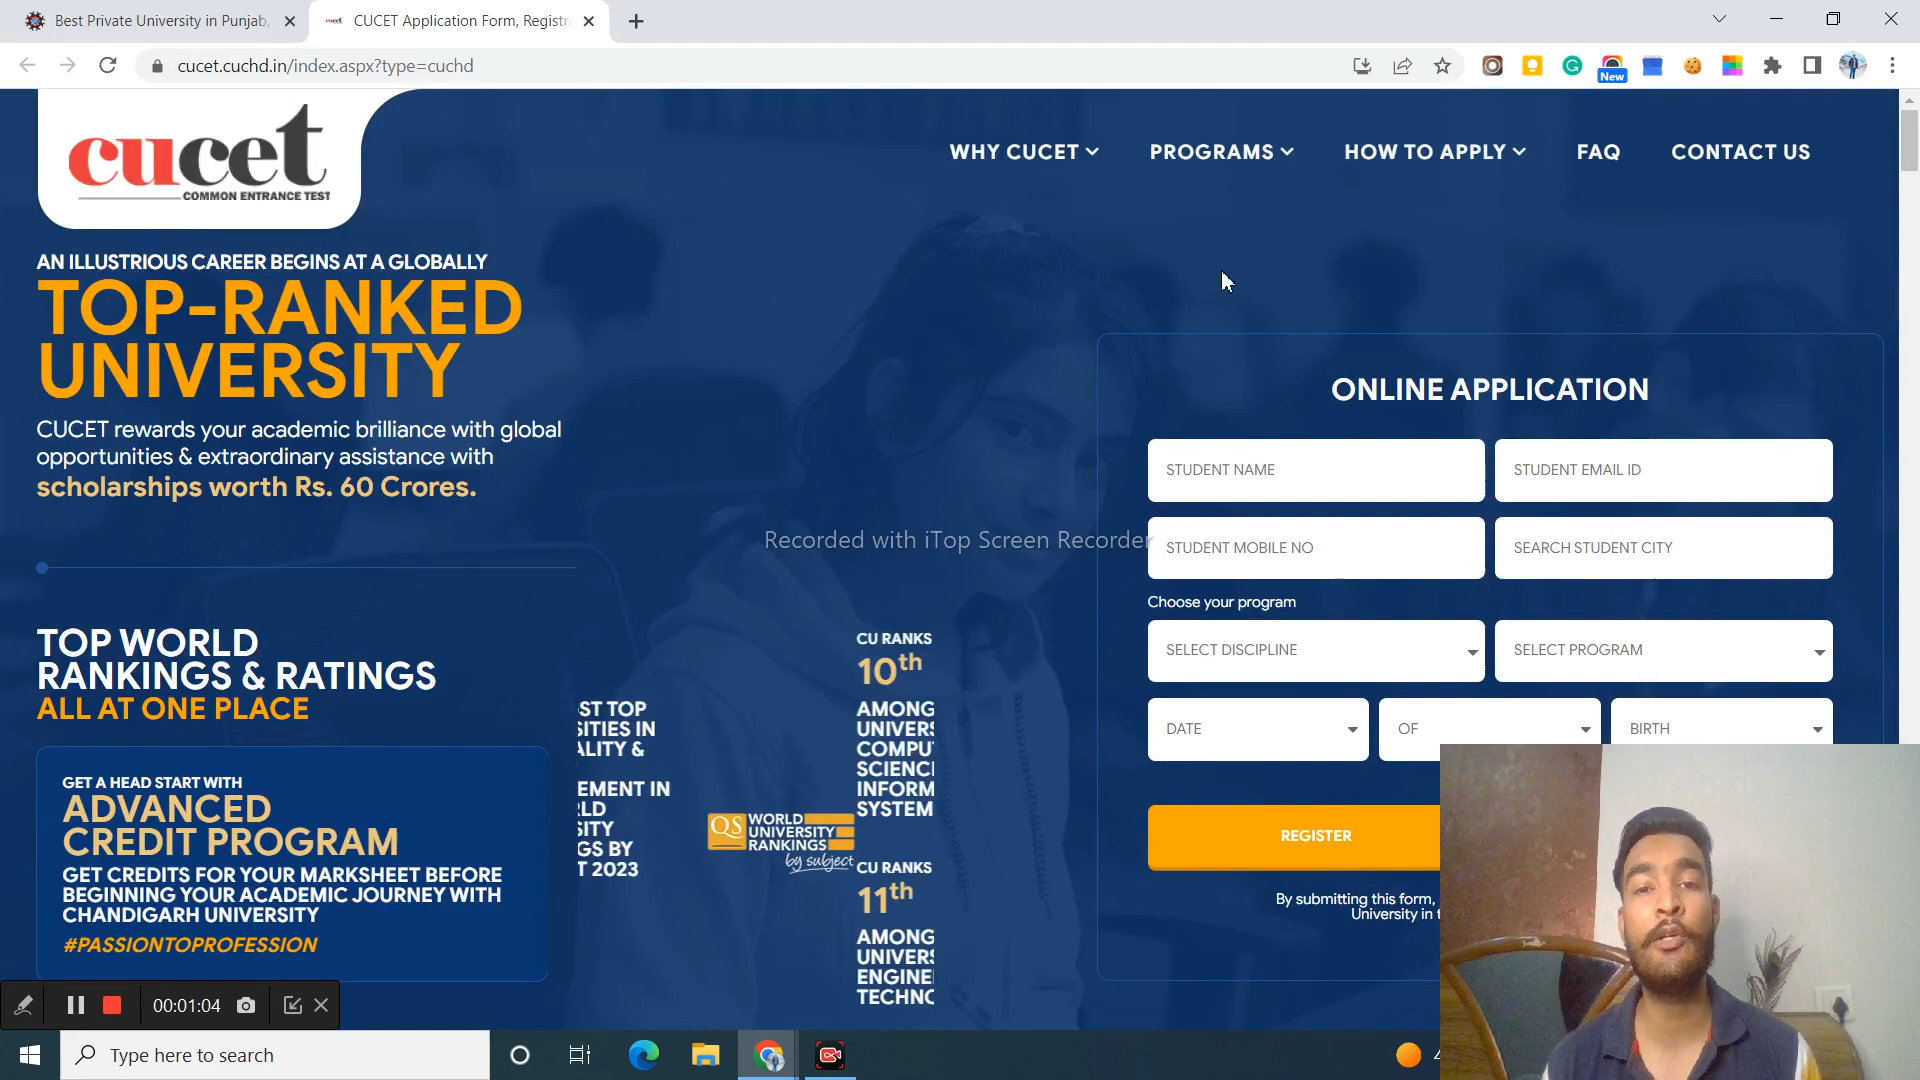 Best Private University in Punjab,
CUCET Application Form, Registr
cucet.cuchd.in/index.aspx?type=cuchd
New
cucet
COMMON ENTRANCE TEST
WHY CUCET
PROGRAMS
HOW TO APPLY
FAQ
CONTACT US
AN ILLUSTRIOUS CAREER BEGINS AT A GLOBALLY
TOP-RANKED
UNIVERSITY
CUCET rewards your academic brilliance with global
opportunities & extraordinary assistance with
scholarships worth Rs. 60 Crores.
TOP WORLD
RANKINGS & RATINGS
ALL AT ONE PLACE
GET A HEAD START WITH
ADVANCED
CREDIT PROGRAM
GET CREDITS FOR YOUR MARKSHEET BEFORE
BEGINNING YOUR ACADEMIC JOURNEY WITH
CHANDIGARH UNIVERSITY
#PASSIONTOPROFESSION
ST TOP
SITIES IN
ALITY &
EMENT IN
RLD
SITY
GS BY
T 2023
QS WORLD
UNIVERSITY
RANKINGS
by subject
CU RANKS
10th
AMONG
UNIVERS
COMPU
SCIENC
INFORM
SYSTEM
CU RANKS
11th
AMONG
UNIVERS
ENGINE
TECHNO
Recorded with iTop Screen Recorder
ONLINE APPLICATION
STUDENT NAME
STUDENT EMAIL ID
STUDENT MOBILE NO
SEARCH STUDENT CITY
Choose your program
SELECT DISCIPLINE
SELECT PROGRAM
DATE
OF
BIRTH
REGISTER
By submitting this form,
University in t
00:01:04
Type here to search